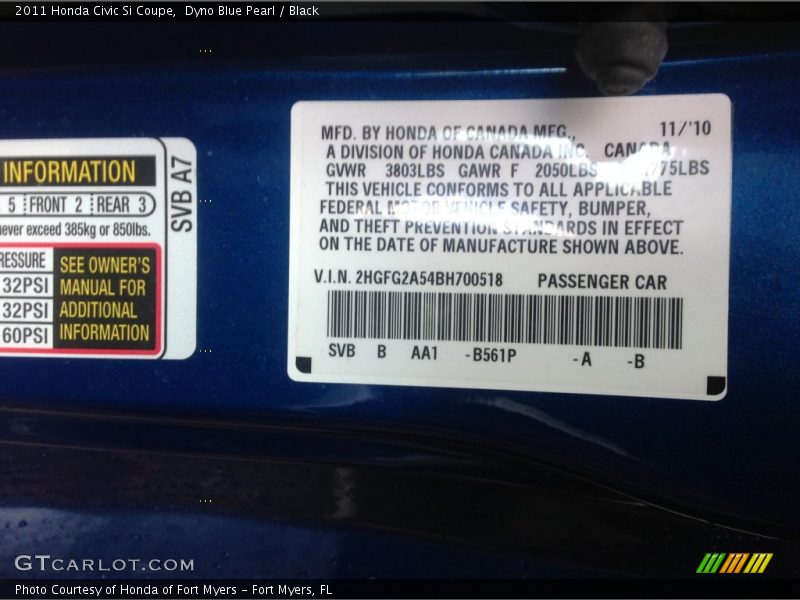 2011 Honda Civic Si Coupe,  Dyno Blue Pearl / Black
INFORMATION
5 FRONT 2 REAR 3
never exceed 385kg or 850lbs.
SVB A7
SEE OWNER'S
MANUAL FOR
ADDITIONAL
INFORMATION
32PSI
32PSI
60PSI
MFD. BY HONDA OF CANADA MFG., 11/'10
A DIVISION OF HONDA CANADA INC. CANADA
GVWR 3803LBS GAWR F 2050LBS
THIS VEHICLE CONFORMS TO ALL APPLICABLE
FEDERAL MOTOR VEHICLE SAFETY, BUMPER,
AND THEFT PREVENTION STANDARDS IN EFFECT
ON THE DATE OF MANUFACTURE SHOWN ABOVE.
V.I.N. 2HGFG2A54BH700518 PASSENGER CAR
SVB B AA1 -B561P -A -B
GTCARLOT.COM
Photo Courtesy of Honda of Fort Myers - Fort Myers, FL